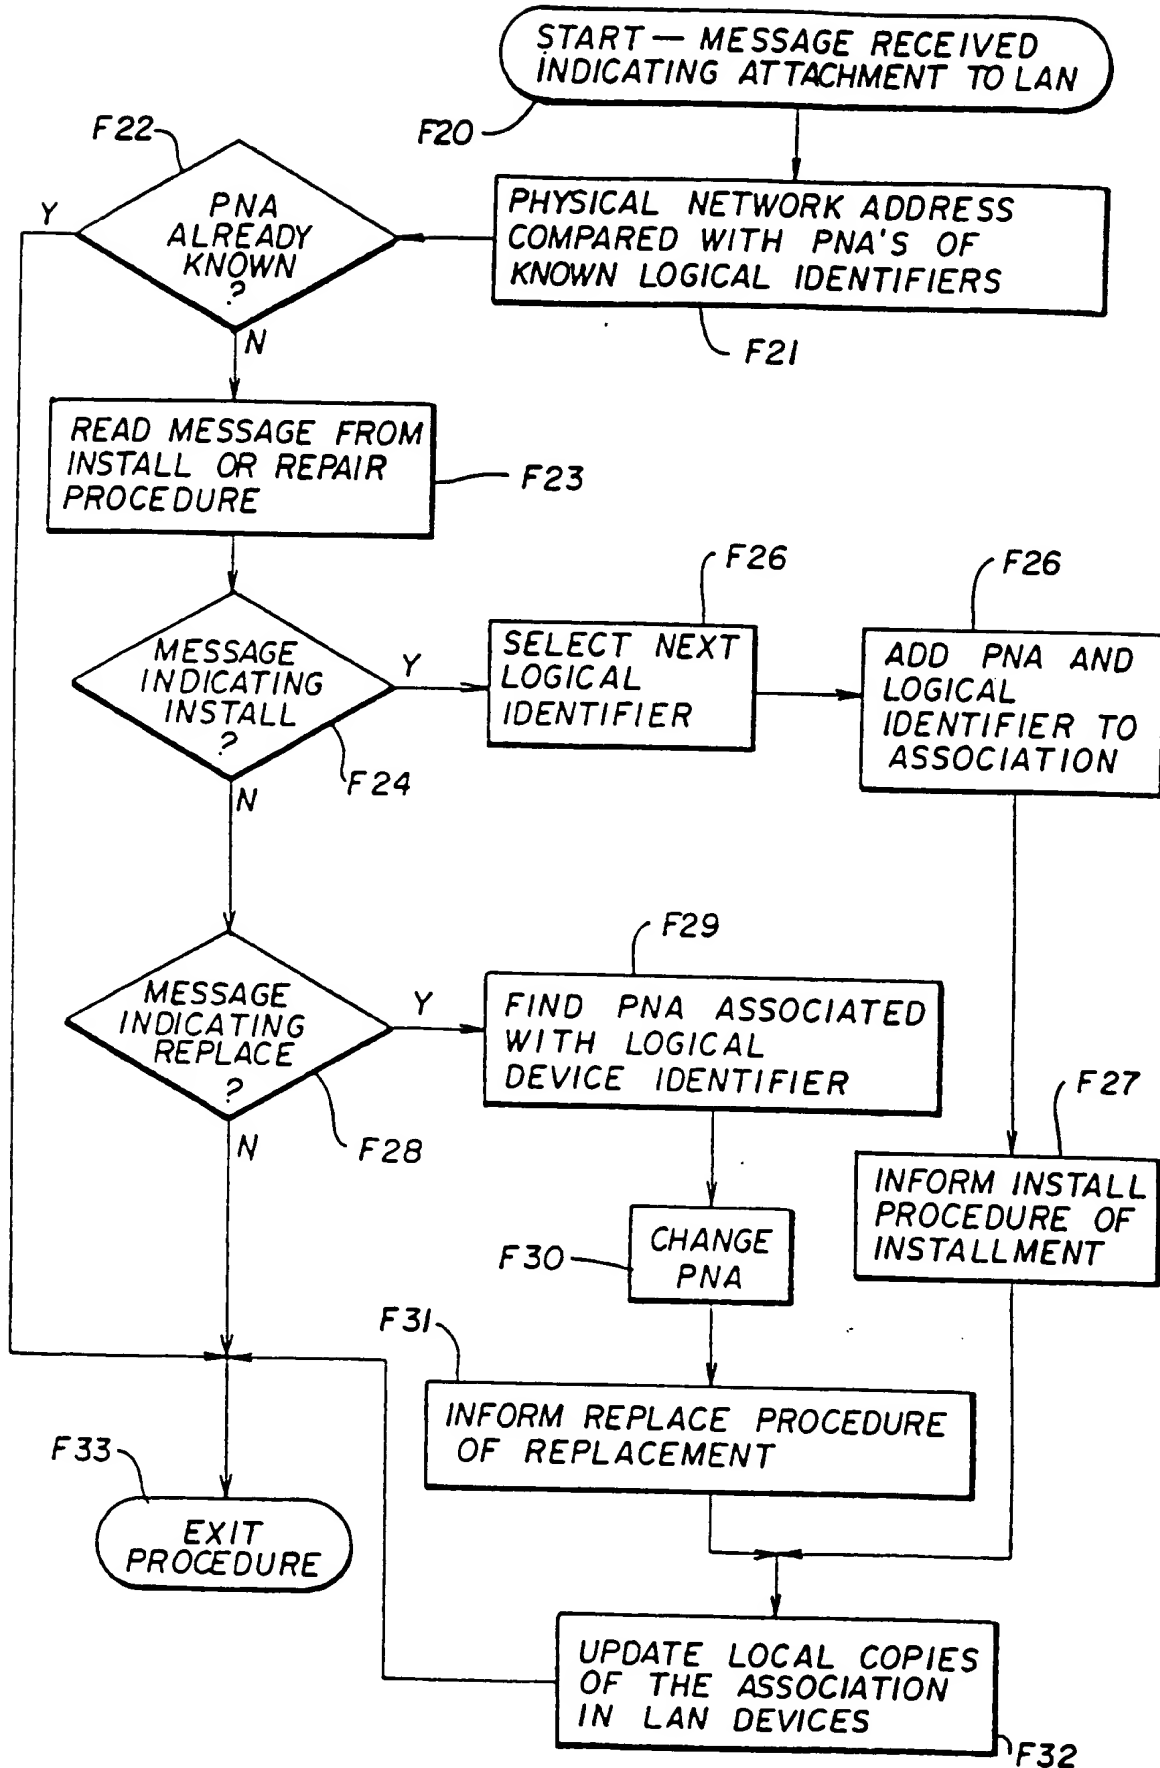 START — MESSAGE RECEIVED
INDICATING ATTACHMENT TO LAN
F20
F22
PHYSICAL NETWORK ADDRESS
COMPARED WITH PNA'S OF
KNOWN LOGICAL IDENTIFIERS
F21
PNA
ALREADY
KNOWN
?
Y
N
READ MESSAGE FROM
INSTALL OR REPAIR
PROCEDURE
F23
MESSAGE
INDICATING
INSTALL
?
Y
F24
N
F26
SELECT NEXT
LOGICAL
IDENTIFIER
F26
ADD PNA AND
LOGICAL
IDENTIFIER TO
ASSOCIATION
MESSAGE
INDICATING
REPLACE
?
Y
F28
N
F29
FIND PNA ASSOCIATED
WITH LOGICAL
DEVICE IDENTIFIER
F27
INFORM INSTALL
PROCEDURE OF
INSTALLMENT
F30
CHANGE
PNA
F31
INFORM REPLACE PROCEDURE
OF REPLACEMENT
F33
EXIT
PROCEDURE
UPDATE LOCAL COPIES
OF THE ASSOCIATION
IN LAN DEVICES
F32